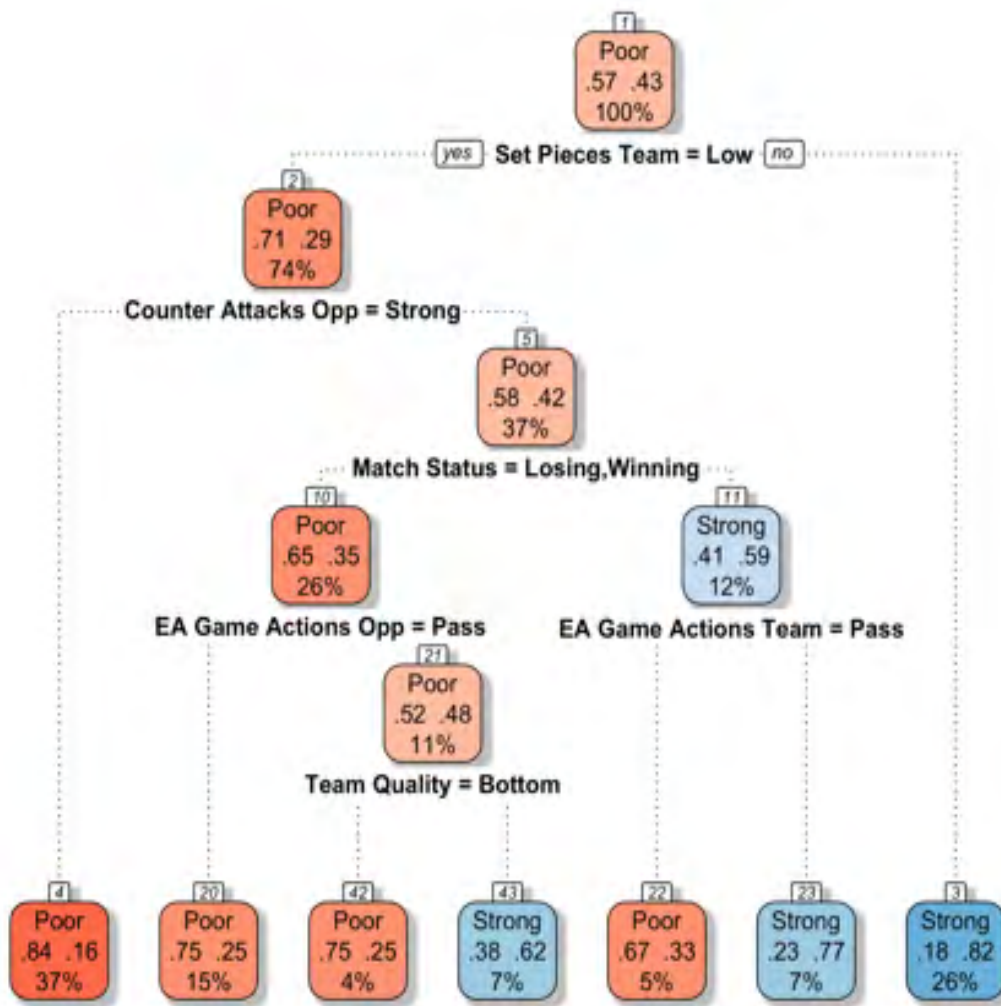 1
Poor
.57 .43
100%
yes Set Pieces Team = Low no
2
Poor
.71 .29
74%
Counter Attacks Opp = Strong
5
Poor
.58 .42
37%
Match Status = Losing,Winning
10
Poor
.65 .35
26%
11
Strong
.41 .59
12%
EA Game Actions Opp = Pass
EA Game Actions Team = Pass
21
Poor
.52 .48
11%
Team Quality = Bottom
4
Poor
.84 .16
37%
20
Poor
.75 .25
15%
42
Poor
.75 .25
4%
43
Strong
.38 .62
7%
22
Poor
.67 .33
5%
23
Strong
.23 .77
7%
3
Strong
.18 .82
26%